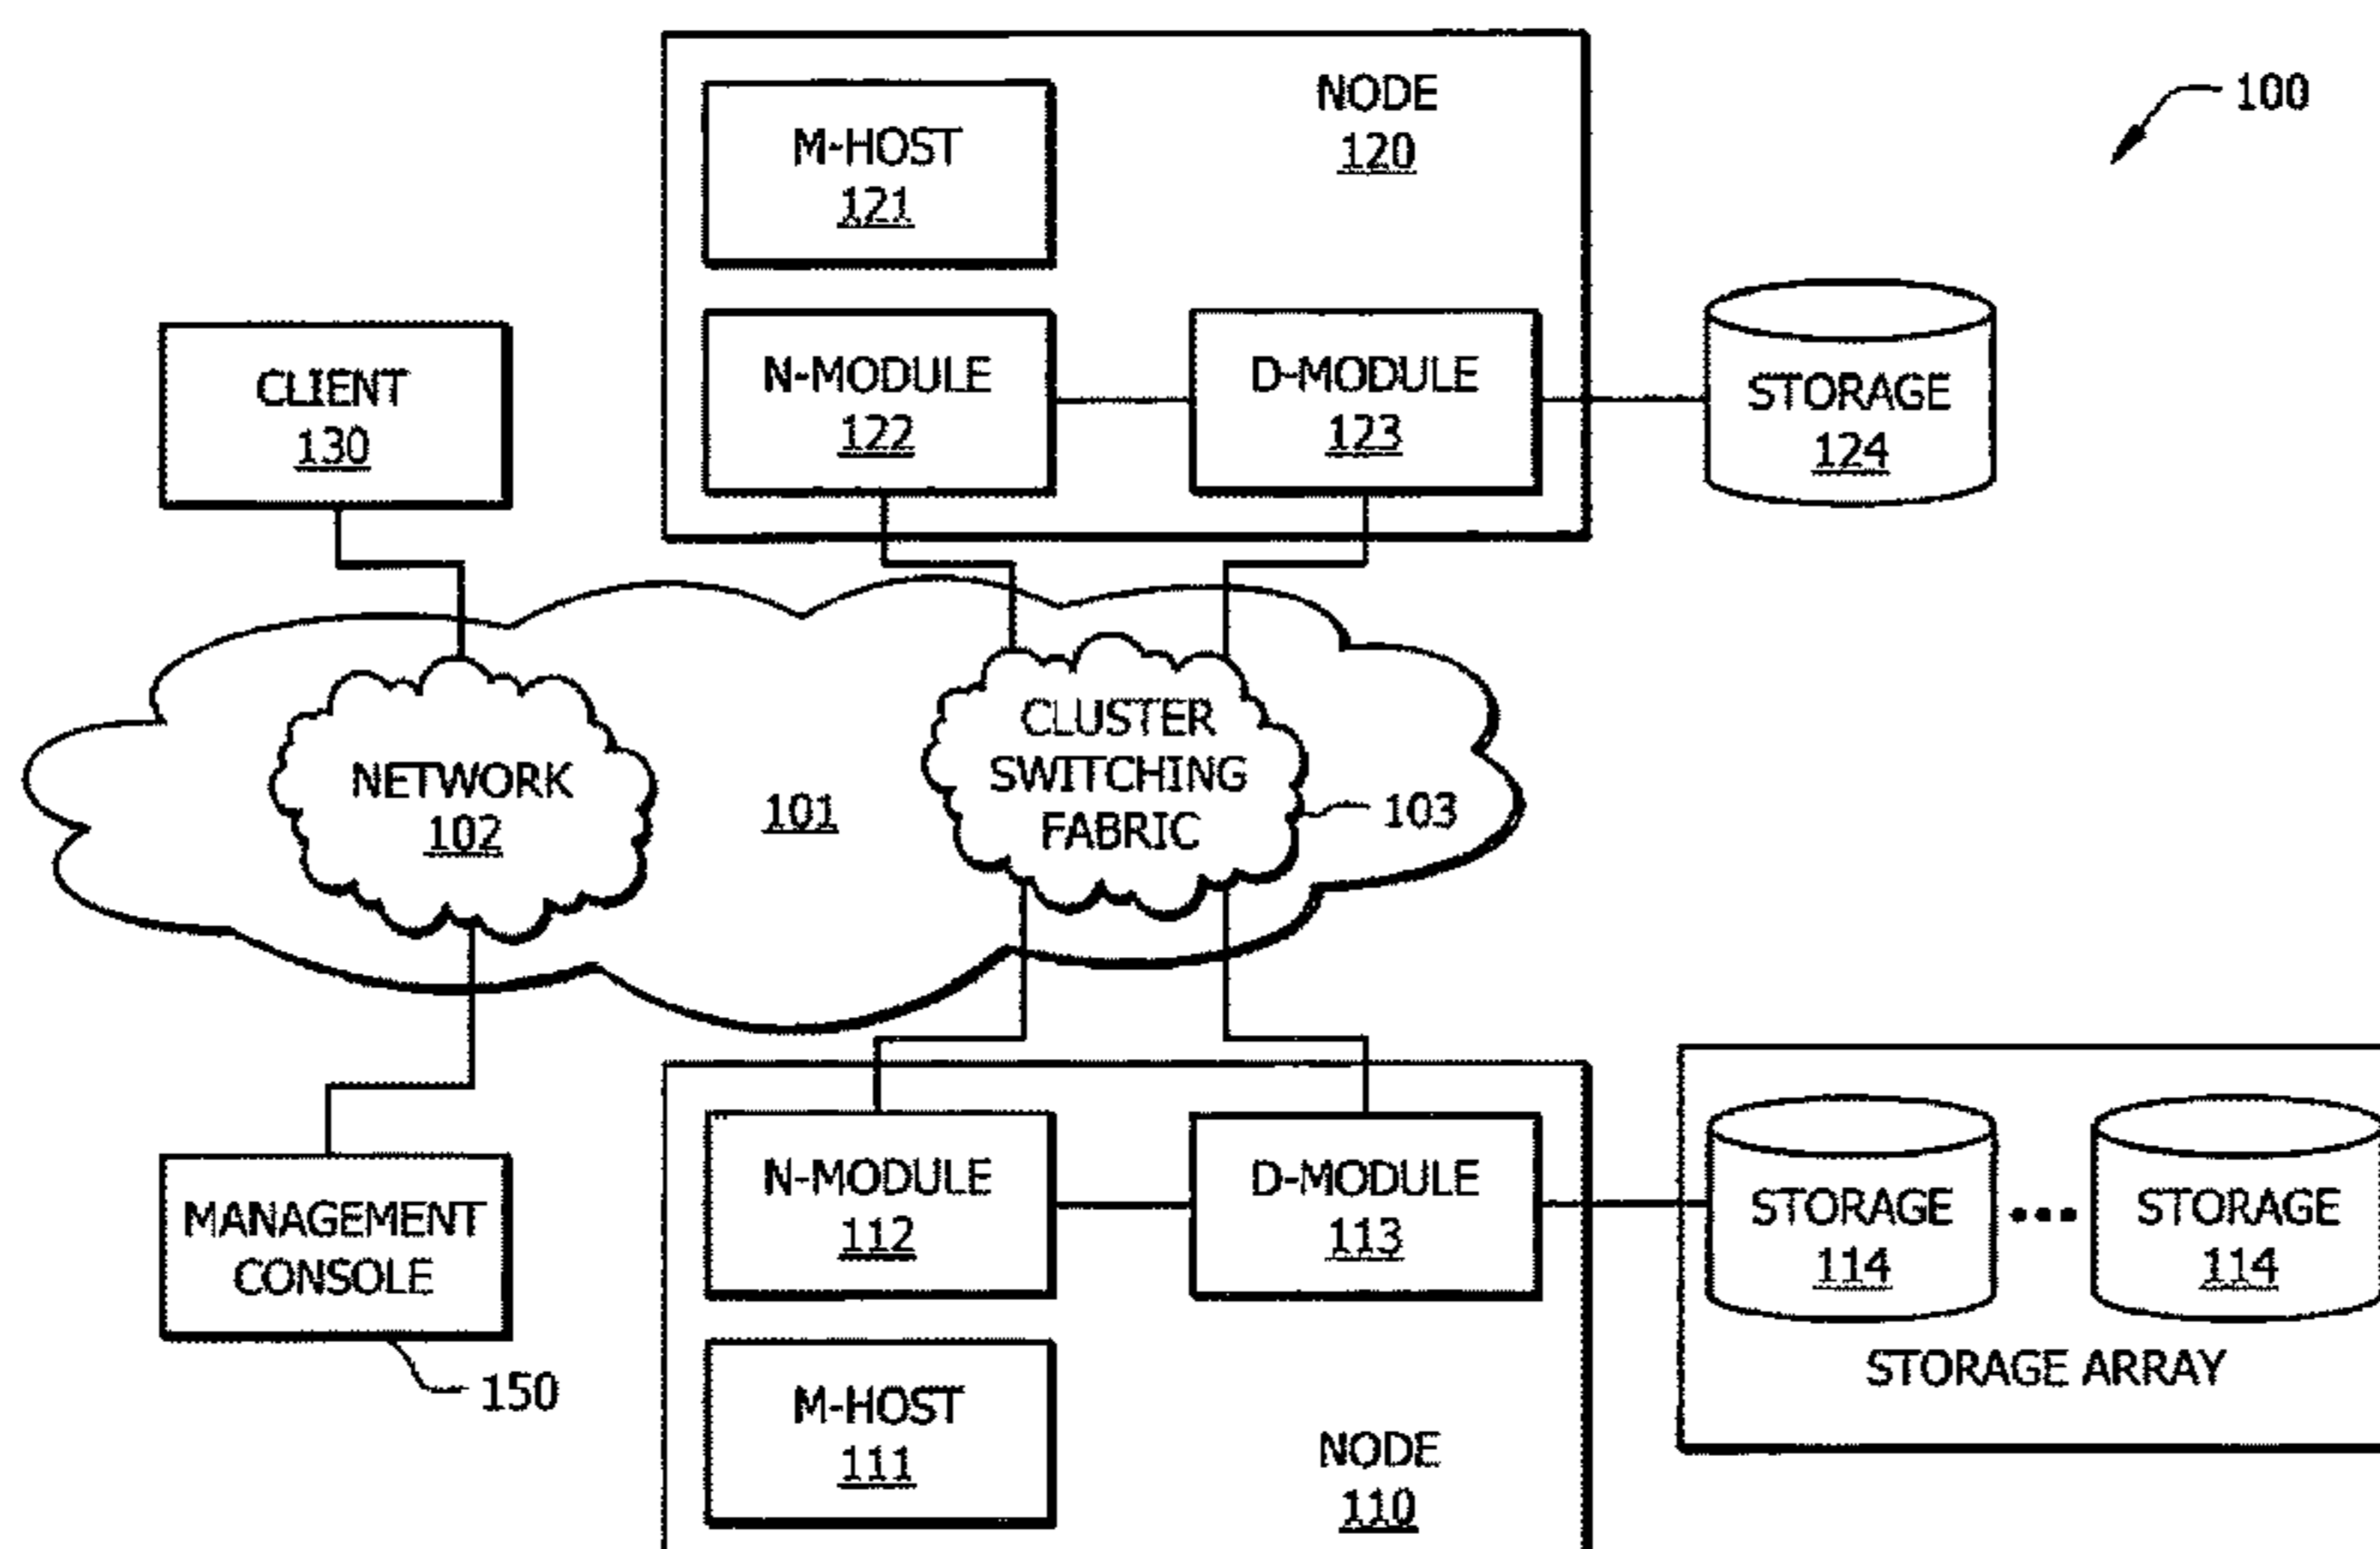 NODE
120
100
M-HOST
121
CLIENT
130
N-MODULE
122
D-MODULE
123
STORAGE
124
NETWORK
102
101
CLUSTER
SWITCHING
FABRIC
103
MANAGEMENT
CONSOLE
150
N-MODULE
112
D-MODULE
113
STORAGE
114
•••
STORAGE
114
STORAGE ARRAY
M-HOST
111
NODE
110